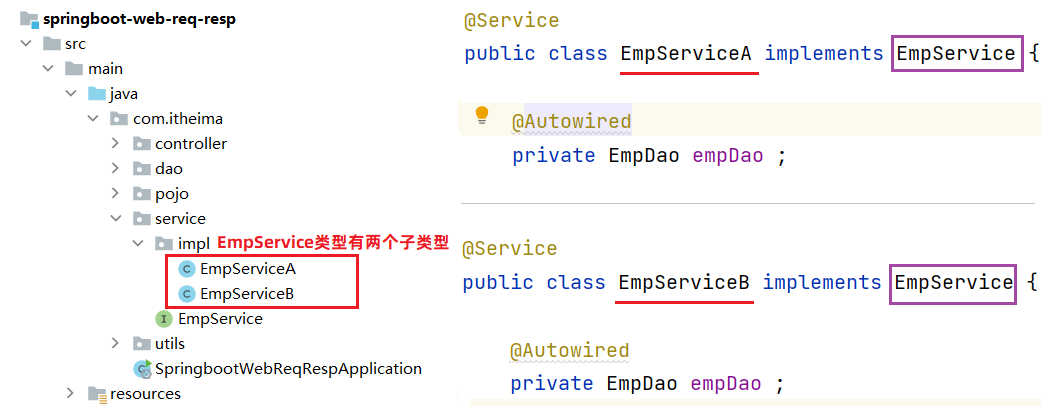 springboot-web-req-resp
src
main
java
com.itheima
controller
dao
pojo
service
impl EmpService类型有两个子类型
C EmpServiceA
C EmpServiceB
I EmpService
utils
SpringbootWebReqRespApplication
resources
@Service
public class EmpServiceA implements EmpService {
@Autowired
private EmpDao empDao ;
@Service
public class EmpServiceB implements EmpService {
@Autowired
private EmpDao empDao ;